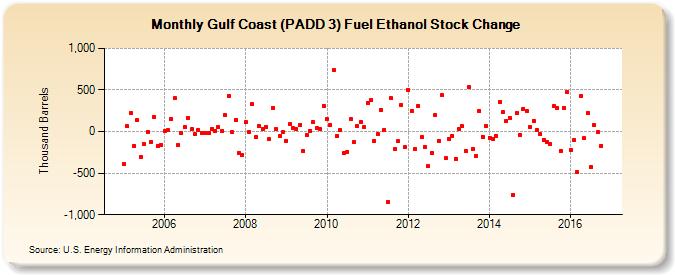 Monthly Gulf Coast (PADD 3) Fuel Ethanol Stock Change
Thousand Barrels
1,000
500
0
-500
-1,000
2006 2008 2010 2012 2014 2016
Source: U.S. Energy Information Administration